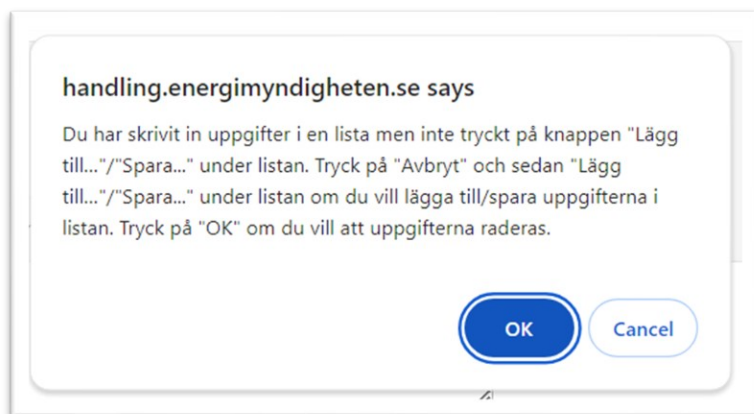 handling.energimyndigheten.se says
Du har skrivit in uppgifter i en lista men inte tryckt på knappen "Lägg
till..."/"Spara..." under listan. Tryck på "Avbryt" och sedan "Lägg
till..."/"Spara..." under listan om du vill lägga till/spara uppgifterna i
listan. Tryck på "OK" om du vill att uppgifterna raderas.
OK
Cancel